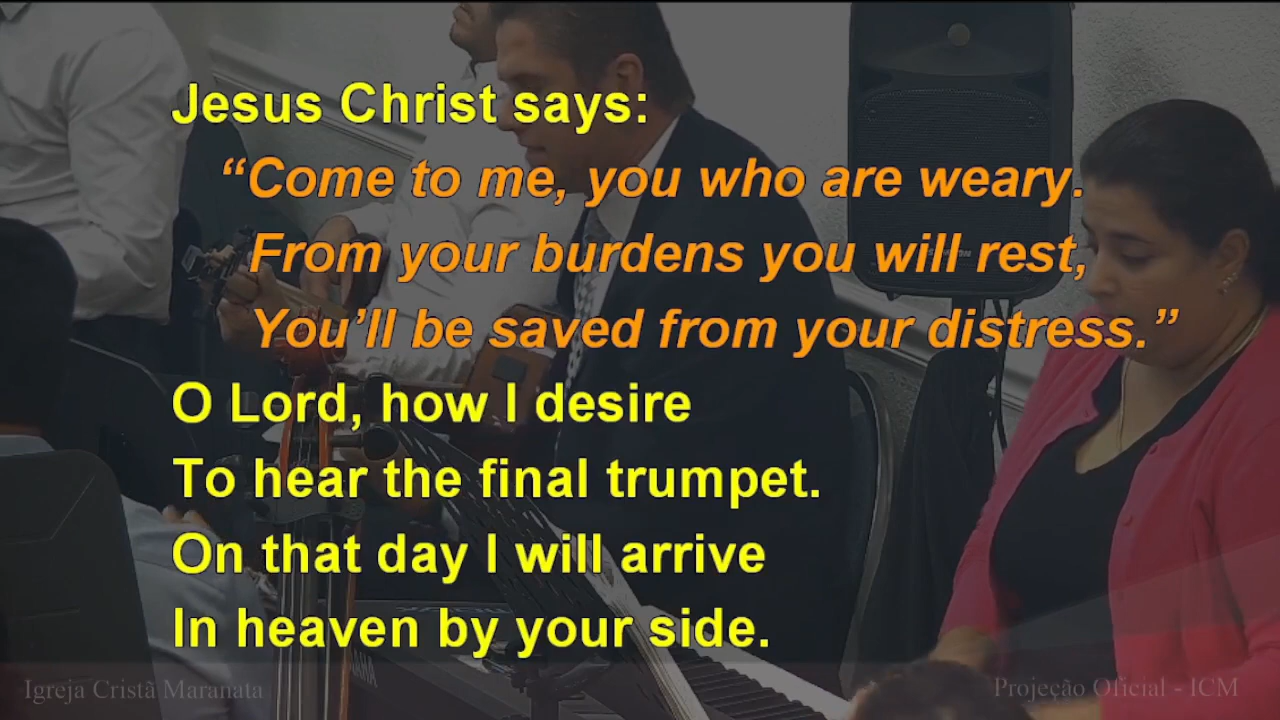 Jesus Christ says:
“Come to me, you who are weary.
From your burdens you will rest,
You’ll be saved from your distress.”
O Lord, how I desire
To hear the final trumpet.
On that day I will arrive
In heaven by your side.
YAMAHA
Igreja Cristã Maranata
Projeção Oficial - ICM